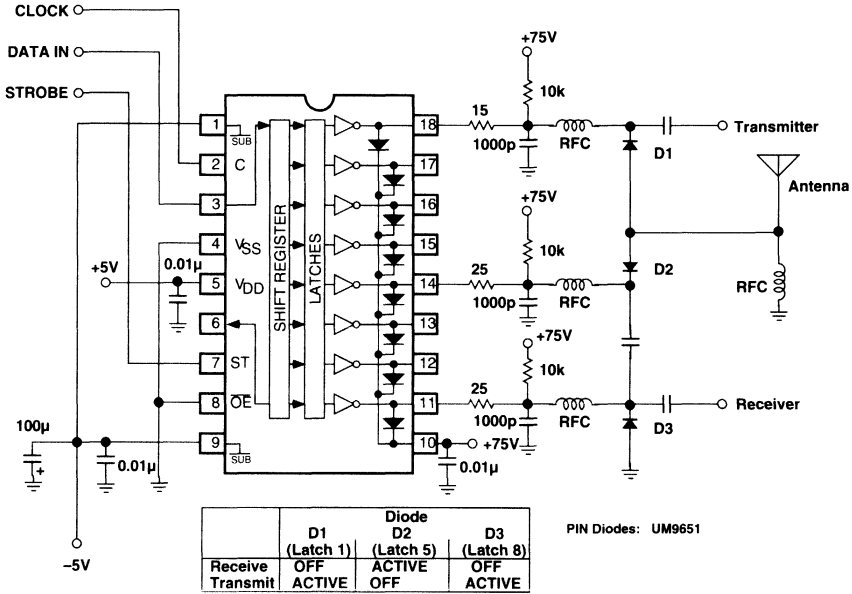 CLOCK
DATA IN
STROBE
+75V
10k
15
1000p
RFC
D1
Transmitter
Antenna
1
SUB
18
2
C
17
3
16
4
VSS
15
+5V
0.01µ
5
VDD
14
6
13
7
ST
12
8
OE
11
9
SUB
10
SHIFT REGISTER
LATCHES
+75V
10k
25
1000p
RFC
D2
RFC
+75V
10k
25
1000p
RFC
D3
Receiver
100µ
+
0.01µ
+75V
0.01µ
–5V
Diode
D1 D2 D3
(Latch 1) (Latch 5) (Latch 8)
Receive OFF ACTIVE OFF
Transmit ACTIVE OFF ACTIVE
PIN Diodes: UM9651